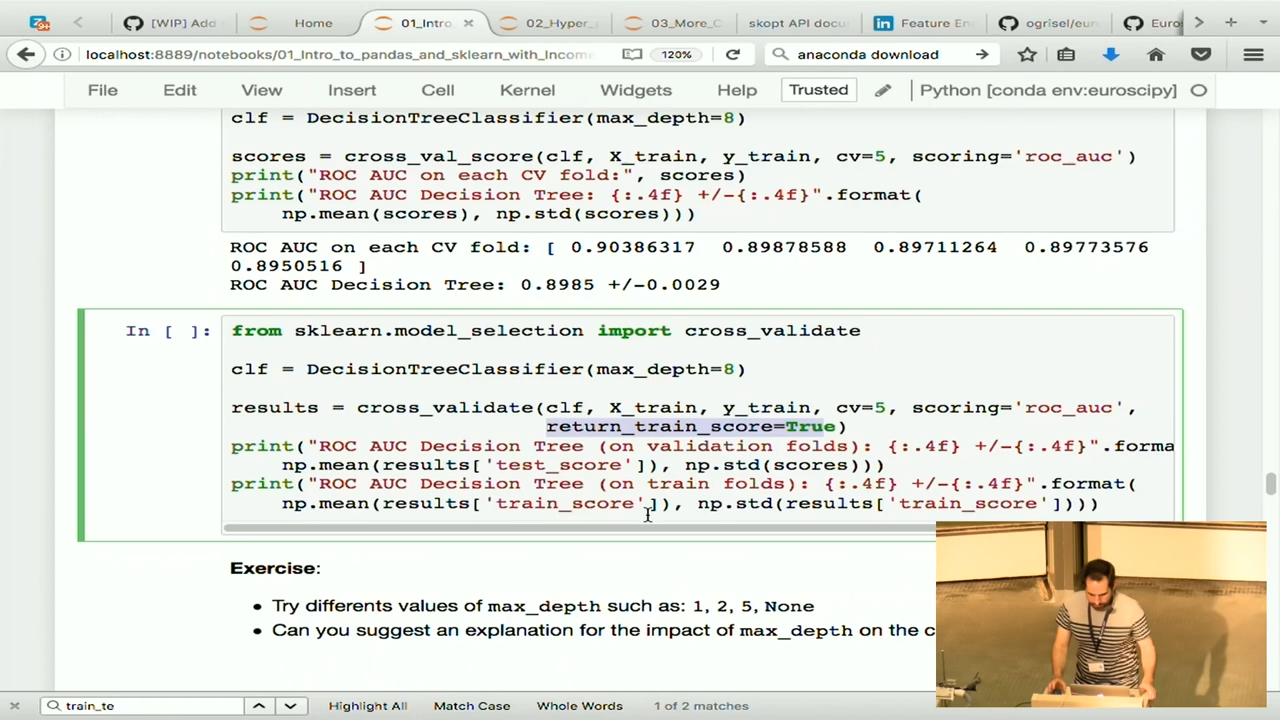 [WIP] Add
Home
01_Intro
02_Hyper_
03_More_C
skopt API docu
Feature En
ogrisel/eur
Euro
localhost:8889/notebooks/01_Intro_to_pandas_and_sklearn_with_Income
120%
anaconda download
File Edit View Insert Cell Kernel Widgets Help Trusted Python [conda env:euroscipy]
clf = DecisionTreeClassifier(max_depth=8)
scores = cross_val_score(clf, X_train, y_train, cv=5, scoring='roc_auc')
print("ROC AUC on each CV fold:", scores)
print("ROC AUC Decision Tree: {:.4f} +/-{:.4f}".format(
np.mean(scores), np.std(scores)))
ROC AUC on each CV fold: [ 0.90386317 0.89878588 0.89711264 0.89773576
0.8950516 ]
ROC AUC Decision Tree: 0.8985 +/-0.0029
In [ ]: from sklearn.model_selection import cross_validate
clf = DecisionTreeClassifier(max_depth=8)
results = cross_validate(clf, X_train, y_train, cv=5, scoring='roc_auc',
return_train_score=True)
print("ROC AUC Decision Tree (on validation folds): {:.4f} +/-{:.4f}".forma
np.mean(results['test_score']), np.std(scores)))
print("ROC AUC Decision Tree (on train folds): {:.4f} +/-{:.4f}".format(
np.mean(results['train_score']), np.std(results['train_score'])))
Exercise:
• Try differents values of max_depth such as: 1, 2, 5, None
• Can you suggest an explanation for the impact of max_depth on the c
train_te Highlight All Match Case Whole Words 1 of 2 matches